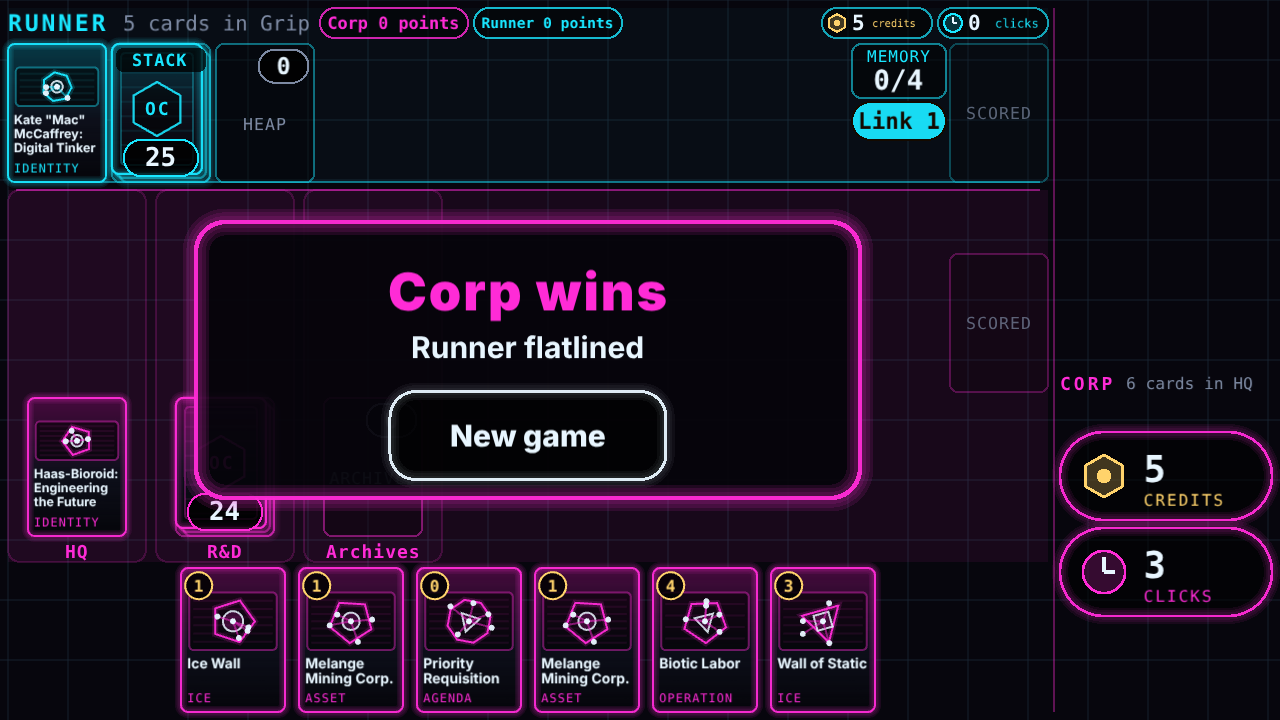 RUNNER 5 cards in Grip Corp 0 points Runner 0 points 5 credits 0 clicks
Kate "Mac"
McCaffrey:
Digital Tinker
IDENTITY
STACK
OC
25
0
HEAP
MEMORY
0/4
Link 1
SCORED
Corp wins
Runner flatlined
New game
SCORED
CORP 6 cards in HQ
5
CREDITS
3
CLICKS
Haas-Bioroid:
Engineering
the Future
IDENTITY
HQ
OC
24
R&D
Archives
1
Ice Wall
ICE
1
Melange
Mining Corp.
ASSET
0
Priority
Requisition
AGENDA
1
Melange
Mining Corp.
ASSET
4
Biotic Labor
OPERATION
3
Wall of Static
ICE